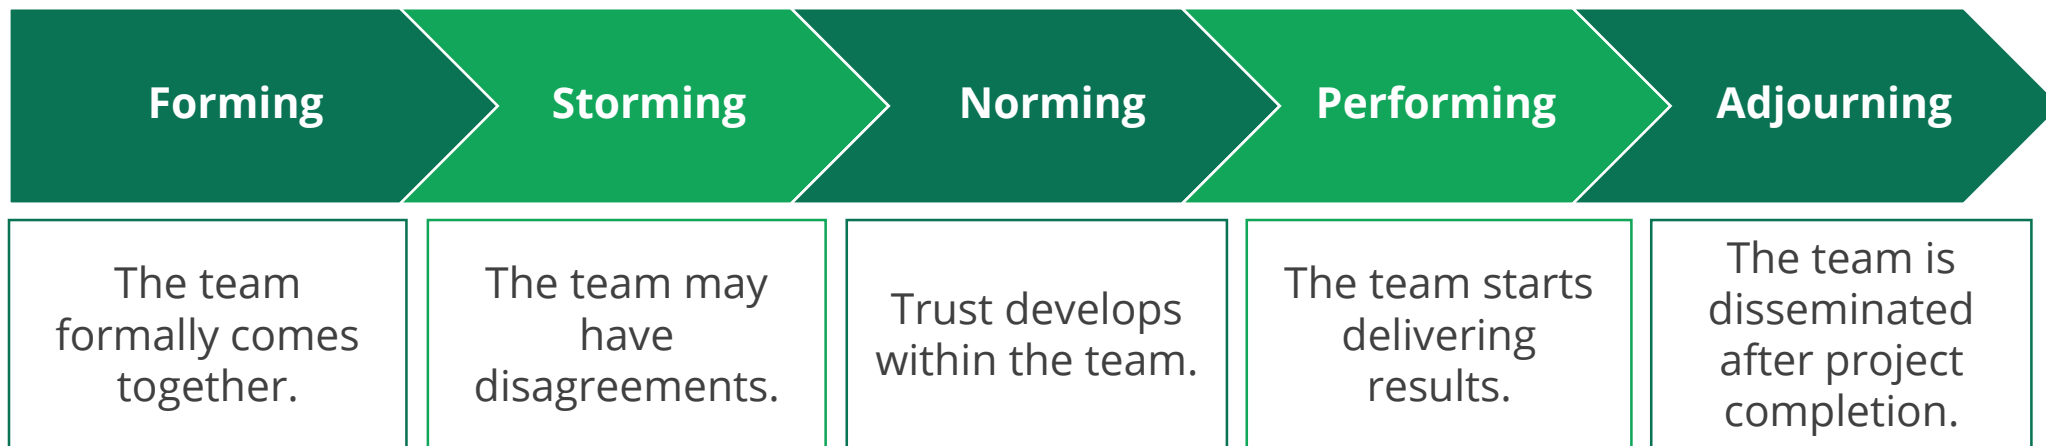 Forming
Storming
Norming
Performing
Adjourning
The team
formally comes
together.
The team may
have
disagreements.
Trust develops
within the team.
The team starts
delivering
results.
The team is
disseminated
after project
completion.